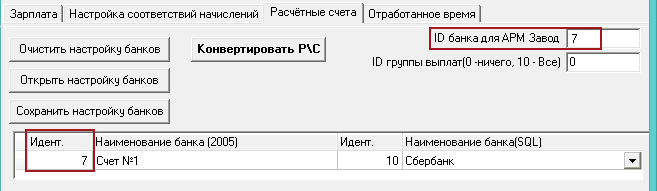 Зарплата Настройка соответствий начислений Расчётные счета Отработанное время
Очистить настройку банков Конвертировать Р\С ID банка для АРМ Завод 7
Открыть настройку банков ID группы выплат(0 -ничего, 10 - Все) 0
Сохранить настройку банков
Идент. Наименование банка (2005) Идент. Наименование банка(SQL)
7 Счет №1 10 Сбербанк